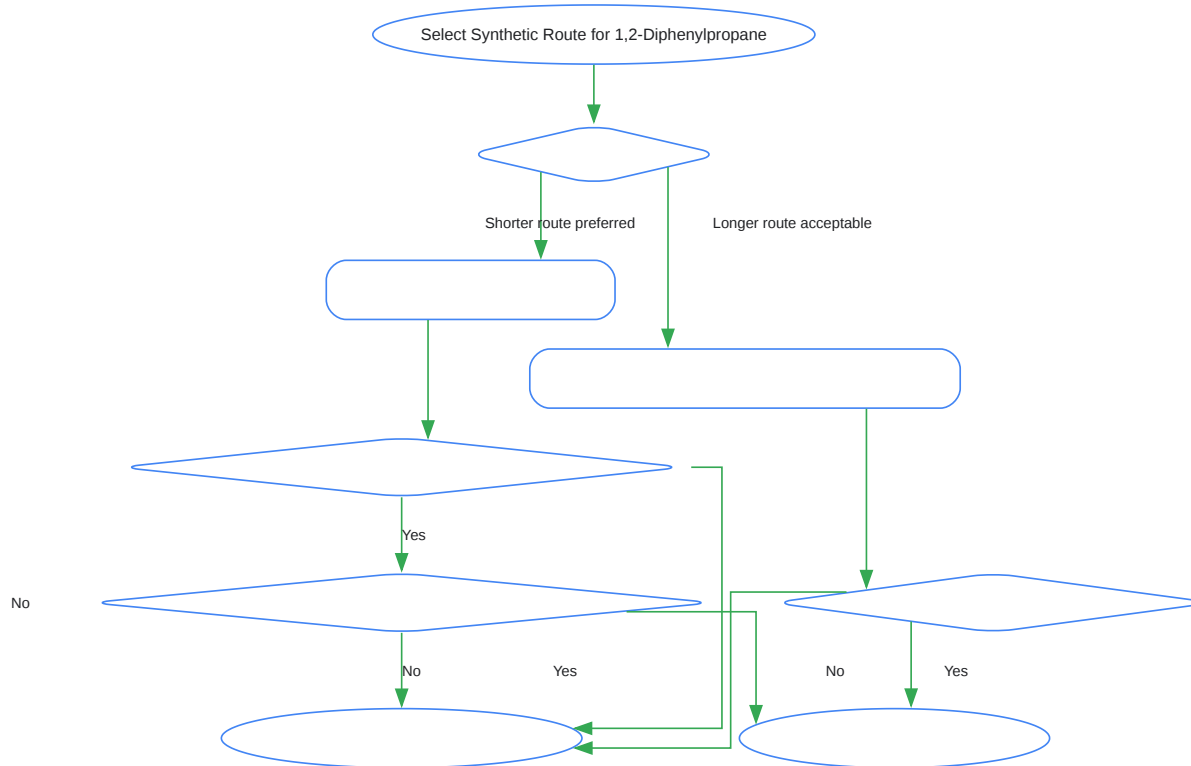 Select Synthetic Route for 1,2-Diphenylpropane
Shorter route preferred
Longer route acceptable
Yes
No
No
Yes
No
Yes